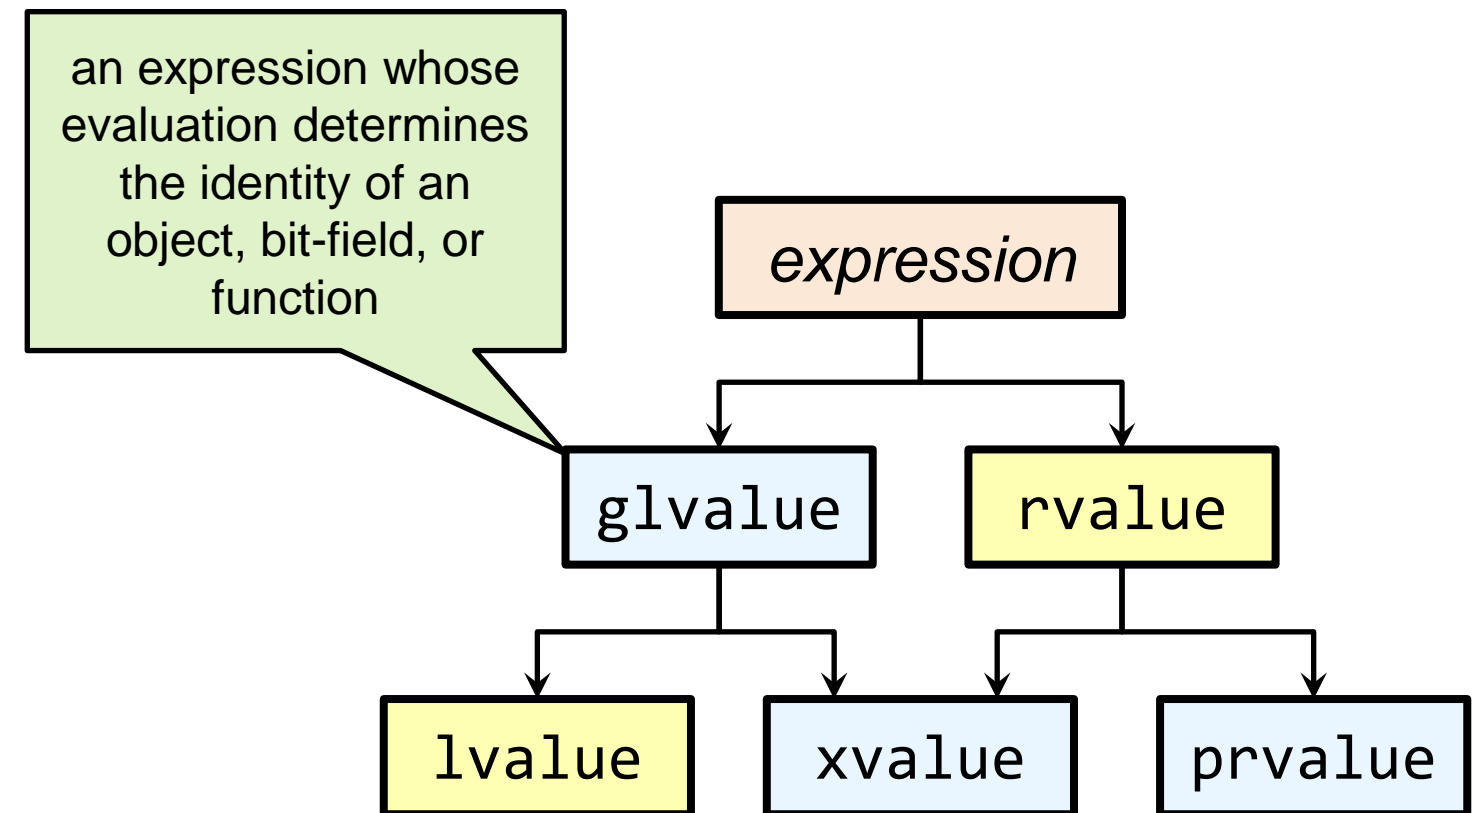 an expression whose
evaluation determines
the identity of an
object, bit-field, or
function
expression
glvalue
rvalue
lvalue
xvalue
prvalue